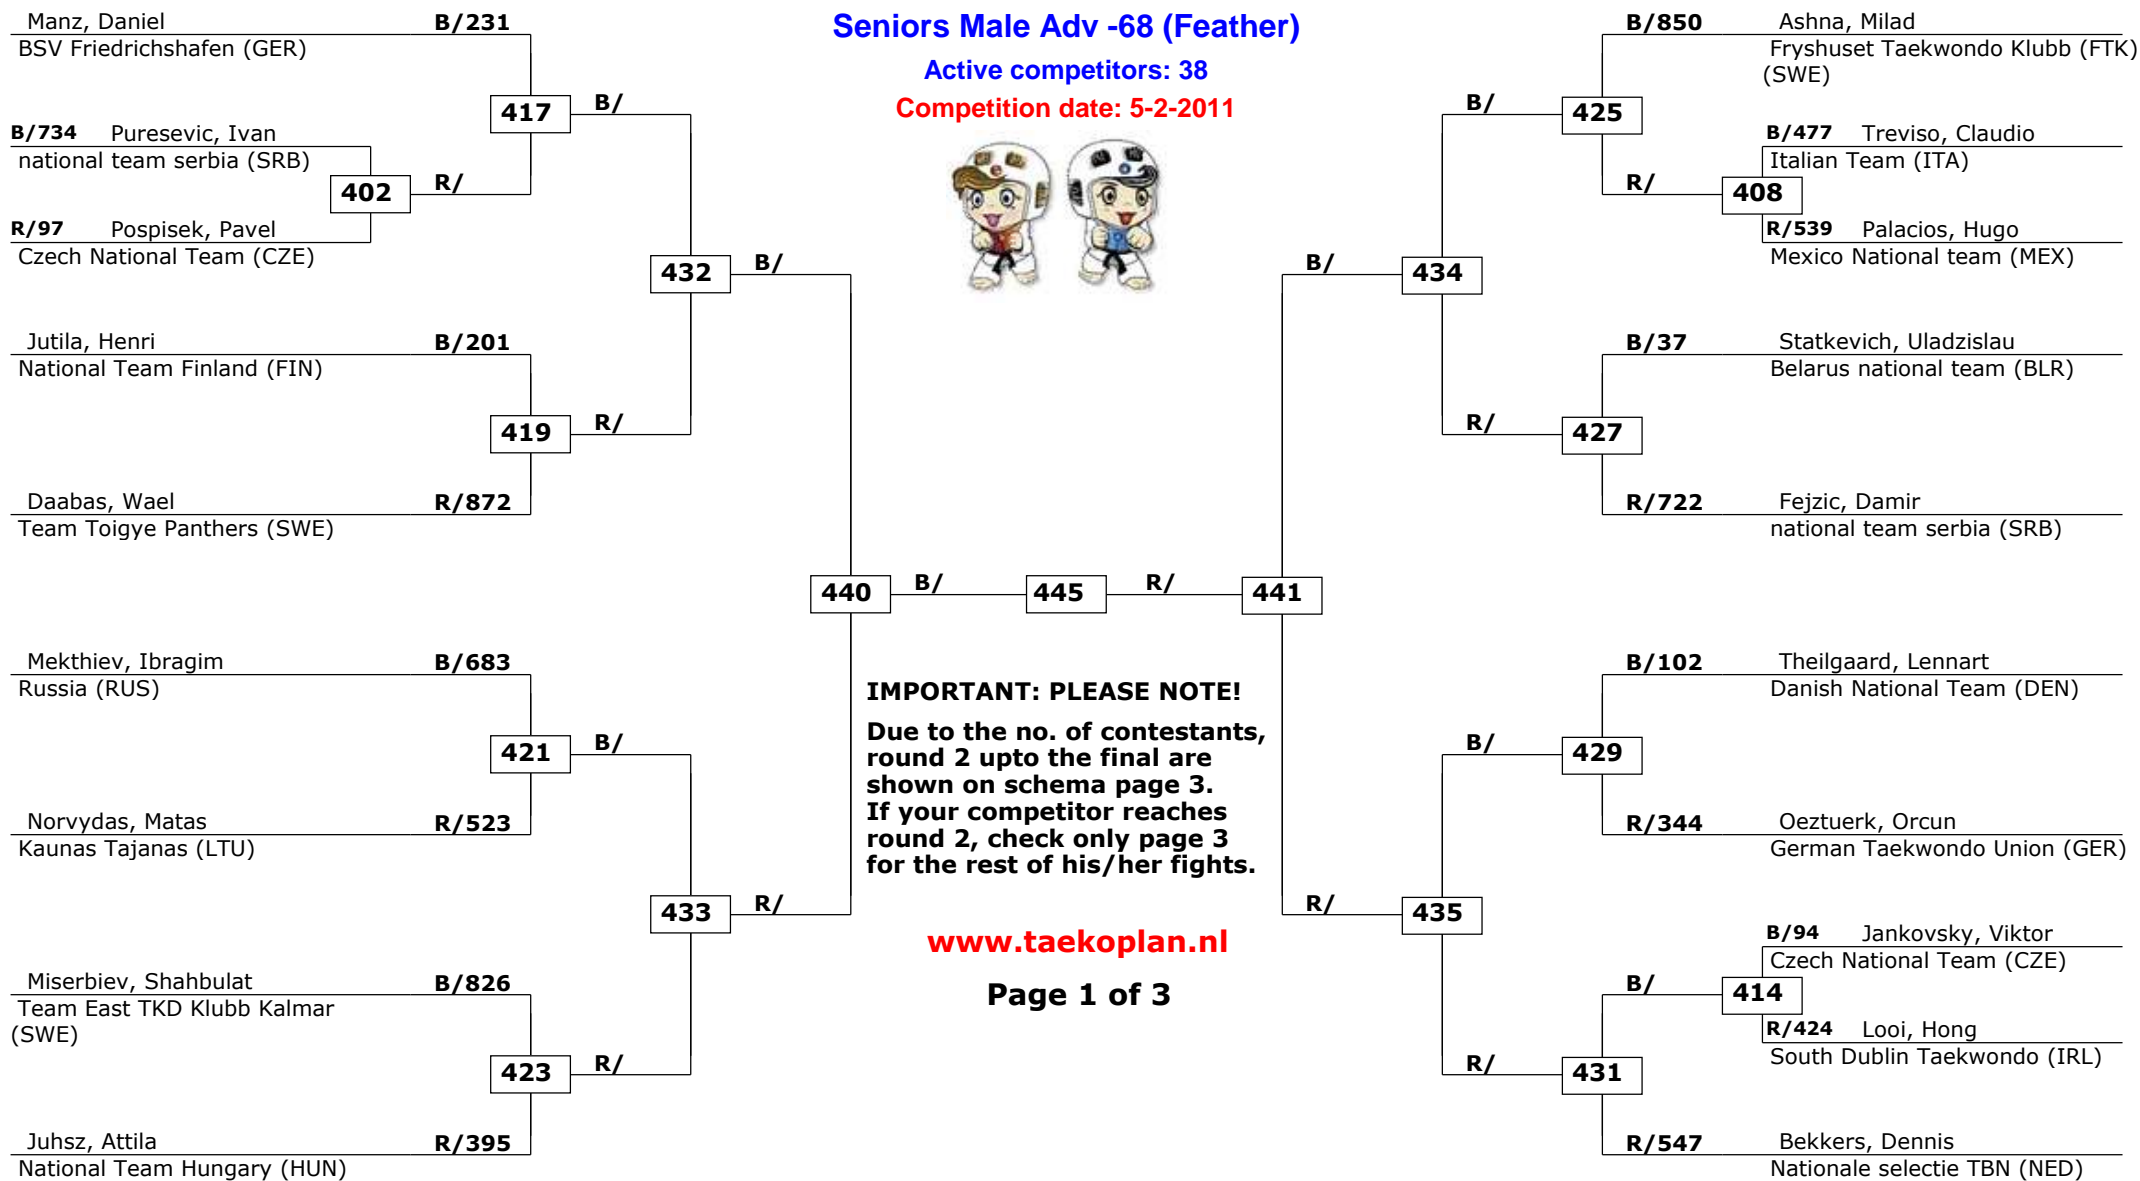 Seniors Male Adv -68 (Feather)
Active competitors: 38
Competition date: 5-2-2011
Manz, Daniel B/231
BSV Friedrichshafen (GER)
417 B/
B/734 Puresevic, Ivan
national team serbia (SRB)
402 R/
R/97 Pospisek, Pavel
Czech National Team (CZE)
432 B/
Jutila, Henri B/201
National Team Finland (FIN)
419 R/
Daabas, Wael R/872
Team Toigye Panthers (SWE)
440 B/ 445 R/ 441
Mekthiev, Ibragim B/683
Russia (RUS)
421 B/
Norvydas, Matas R/523
Kaunas Tajanas (LTU)
433 R/
Miserbiev, Shahbulat B/826
Team East TKD Klubb Kalmar
(SWE)
423 R/
Juhsz, Attila R/395
National Team Hungary (HUN)
IMPORTANT: PLEASE NOTE!
Due to the no. of contestants,
round 2 upto the final are
shown on schema page 3.
If your competitor reaches
round 2, check only page 3
for the rest of his/her fights.
www.taekoplan.nl
Page 1 of 3
B/850 Ashna, Milad
Fryshuset Taekwondo Klubb (FTK)
(SWE)
B/ 425
B/477 Treviso, Claudio
Italian Team (ITA)
R/ 408
R/539 Palacios, Hugo
Mexico National team (MEX)
B/ 434
B/37 Statkevich, Uladzislau
Belarus national team (BLR)
R/ 427
R/722 Fejzic, Damir
national team serbia (SRB)
B/102 Theilgaard, Lennart
Danish National Team (DEN)
B/ 429
R/344 Oeztuerk, Orcun
German Taekwondo Union (GER)
R/ 435
B/94 Jankovsky, Viktor
Czech National Team (CZE)
B/ 414
R/424 Looi, Hong
South Dublin Taekwondo (IRL)
R/ 431
R/547 Bekkers, Dennis
Nationale selectie TBN (NED)